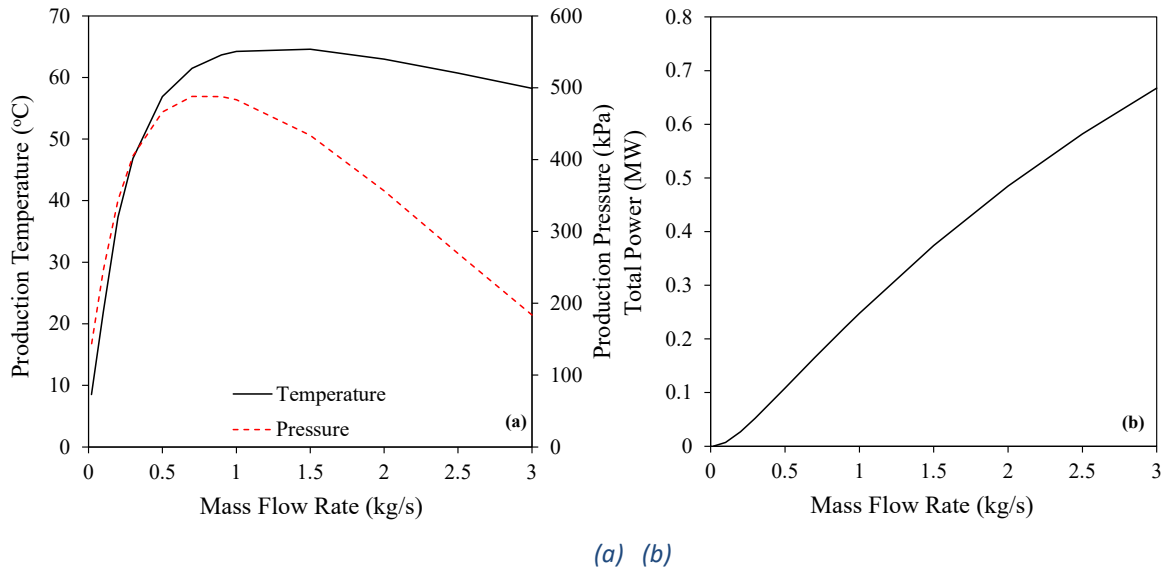 70
60
50
40
30
20
10
0
Production Temperature (°C)
600
500
400
300
200
100
0
Production Pressure (kPa)
Temperature
Pressure
(a)
0 0.5 1 1.5 2 2.5 3
Mass Flow Rate (kg/s)
0.8
0.7
0.6
0.5
0.4
0.3
0.2
0.1
0
Total Power (MW)
(b)
0 0.5 1 1.5 2 2.5 3
Mass Flow Rate (kg/s)
(a) (b)